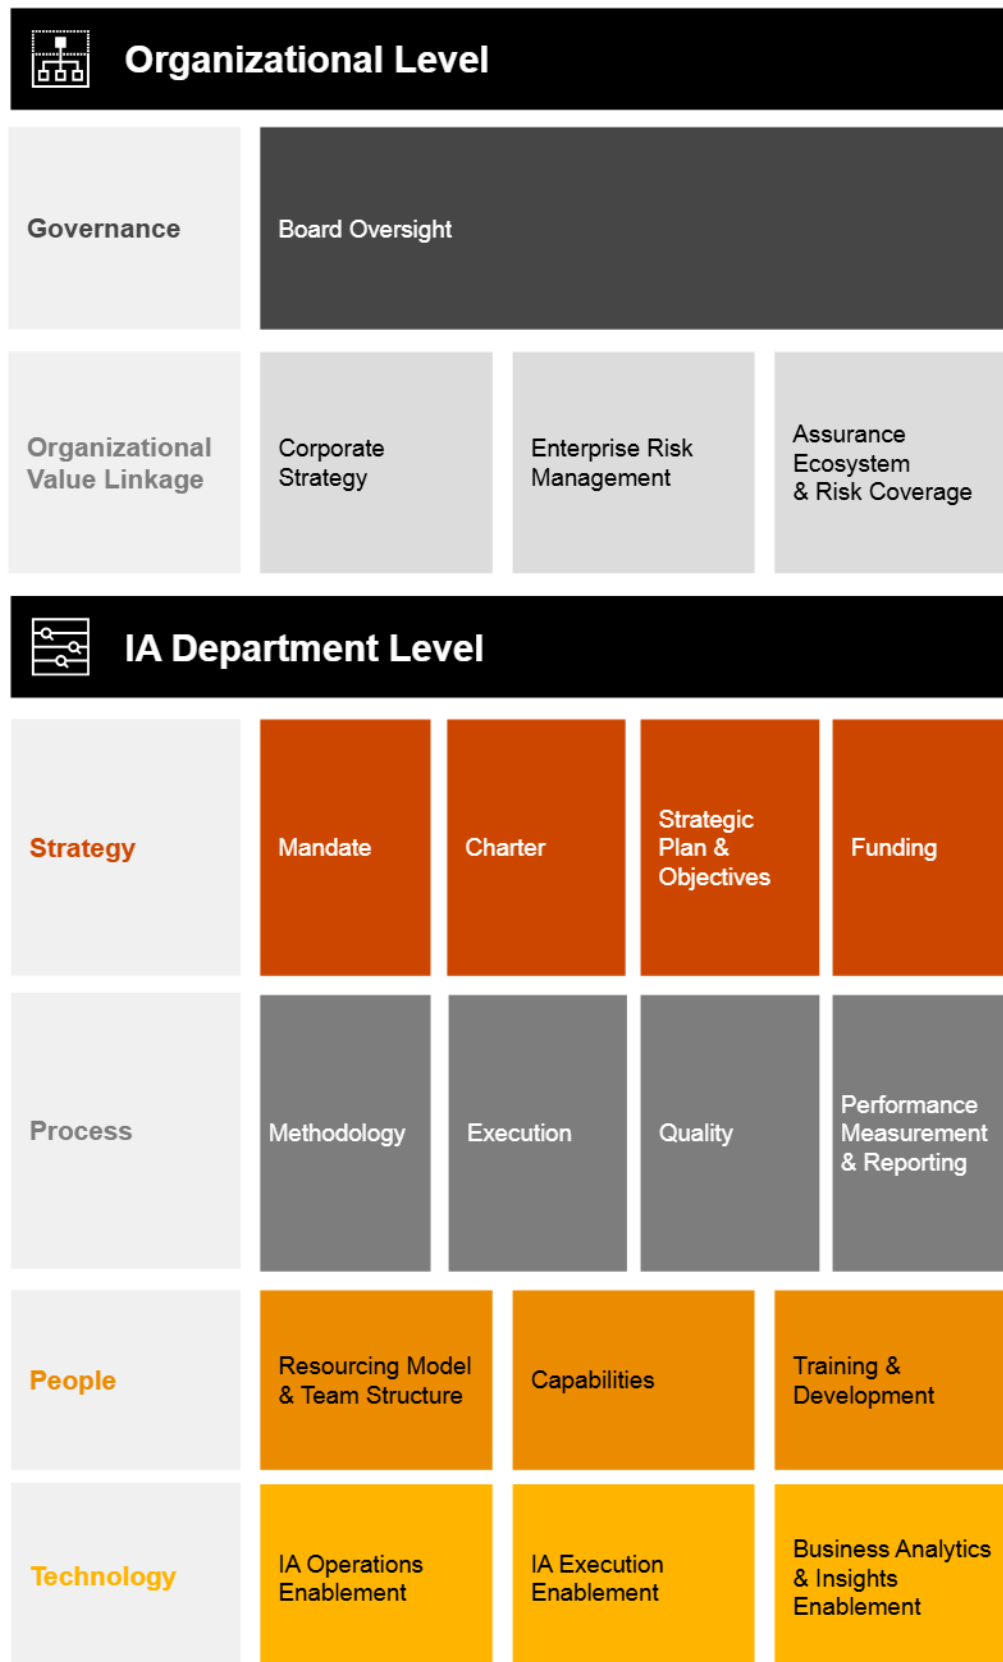 Organizational Level
Governance
Board Oversight
Organizational
Value Linkage
Corporate
Strategy
Enterprise Risk
Management
Assurance
Ecosystem
& Risk Coverage
IA Department Level
Strategy
Mandate
Charter
Strategic
Plan &
Objectives
Funding
Process
Methodology
Execution
Quality
Performance
Measurement
& Reporting
People
Resourcing Model
& Team Structure
Capabilities
Training &
Development
Technology
IA Operations
Enablement
IA Execution
Enablement
Business Analytics
& Insights
Enablement